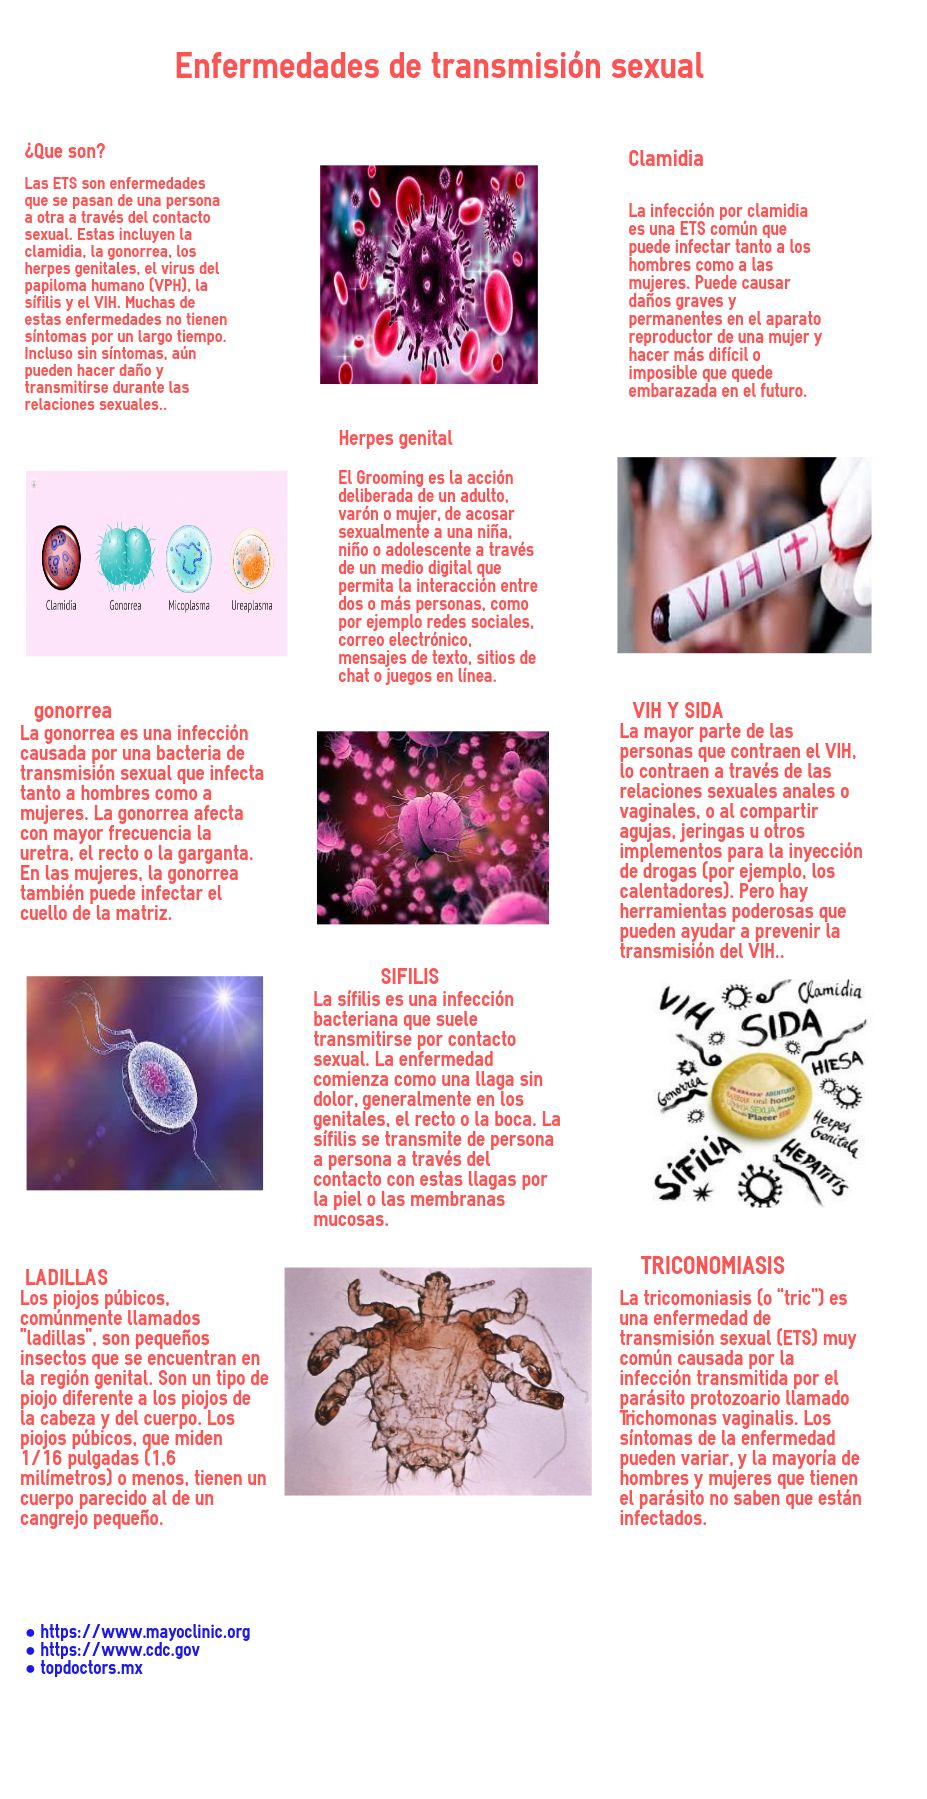 Enfermedades de transmisión sexual
¿Que son?
Las ETS son enfermedades
que se pasan de una persona
a otra a través del contacto
sexual. Estas incluyen la
clamidia, la gonorrea, los
herpes genitales, el virus del
papiloma humano (VPH), la
sífilis y el VIH. Muchas de
estas enfermedades no tienen
síntomas por un largo tiempo.
Incluso sin síntomas, aún
pueden hacer daño y
transmitirse durante las
relaciones sexuales..
Clamidia
La infección por clamidia
es una ETS común que
puede infectar tanto a los
hombres como a las
mujeres. Puede causar
daños graves y
permanentes en el aparato
reproductor de una mujer y
hacer más difícil o
imposible que quede
embarazada en el futuro.
Clamidia Gonorrea Micoplasma Ureaplasma
Herpes genital
El Grooming es la acción
deliberada de un adulto,
varón o mujer, de acosar
sexualmente a una niña,
niño o adolescente a través
de un medio digital que
permita la interacción entre
dos o más personas, como
por ejemplo redes sociales,
correo electrónico,
mensajes de texto, sitios de
chat o juegos en línea.
VIH (+)
gonorrea
La gonorrea es una infección
causada por una bacteria de
transmisión sexual que infecta
tanto a hombres como a
mujeres. La gonorrea afecta
con mayor frecuencia la
uretra, el recto o la garganta.
En las mujeres, la gonorrea
también puede infectar el
cuello de la matriz.
VIH Y SIDA
La mayor parte de las
personas que contraen el VIH,
lo contraen a través de las
relaciones sexuales anales o
vaginales, o al compartir
agujas, jeringas u otros
implementos para la inyección
de drogas (por ejemplo, los
calentadores). Pero hay
herramientas poderosas que
pueden ayudar a prevenir la
transmisión del VIH..
SIFILIS
La sífilis es una infección
bacteriana que suele
transmitirse por contacto
sexual. La enfermedad
comienza como una llaga sin
dolor, generalmente en los
genitales, el recto o la boca. La
sífilis se transmite de persona
a persona a través del
contacto con estas llagas por
la piel o las membranas
mucosas.
VIH
Clamidia
SIDA
HIESA
Gonorrea
AVENTURA
oral homo
SEXUA
Placer
Herpes
Genitala
SIFILIA
HEPATITIS
LADILLAS
Los piojos púbicos,
comúnmente llamados
"ladillas", son pequeños
insectos que se encuentran en
la región genital. Son un tipo de
piojo diferente a los piojos de
la cabeza y del cuerpo. Los
piojos púbicos, que miden
1/16 pulgadas (1,6
milímetros) o menos, tienen un
cuerpo parecido al de un
cangrejo pequeño.
TRICONOMIASIS
La tricomoniasis (o "tric") es
una enfermedad de
transmisión sexual (ETS) muy
común causada por la
infección transmitida por el
parásito protozoario llamado
Trichomonas vaginalis. Los
síntomas de la enfermedad
pueden variar, y la mayoría de
hombres y mujeres que tienen
el parásito no saben que están
infectados.
● https://www.mayoclinic.org
● https://www.cdc.gov
● topdoctors.mx